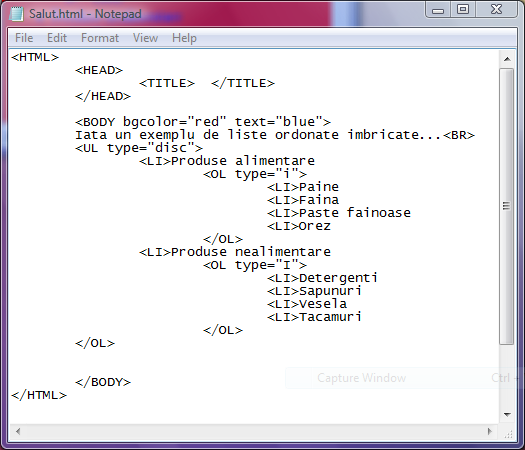 Salut.html - Notepad
File Edit Format View Help
<HTML>
<HEAD>
<TITLE>  </TITLE>
</HEAD>
<BODY bgcolor="red" text="blue">
Iata un exemplu de liste ordonate imbricate...<BR>
<UL type="disc">
<LI>Produse alimentare
<OL type="i">
<LI>Paine
<LI>Faina
<LI>Paste fainoase
<LI>Orez
</OL>
<LI>Produse nealimentare
<OL type="I">
<LI>Detergenti
<LI>Sapunuri
<LI>Vesela
<LI>Tacamuri
</OL>
</OL>
Capture Window Ctrl
</BODY>
</HTML>